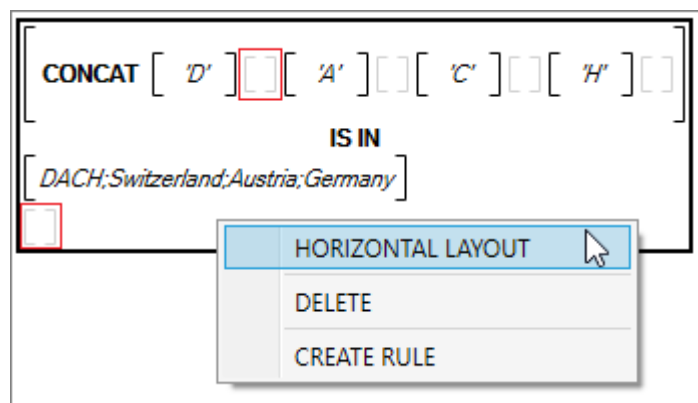 CONCAT [ 'D' ] [ ] [ 'A' ] [ ] [ 'C' ] [ ] [ 'H' ] [ ]
IS IN
[ DACH;Switzerland;Austria;Germany ]
[ ]
HORIZONTAL LAYOUT
DELETE
CREATE RULE